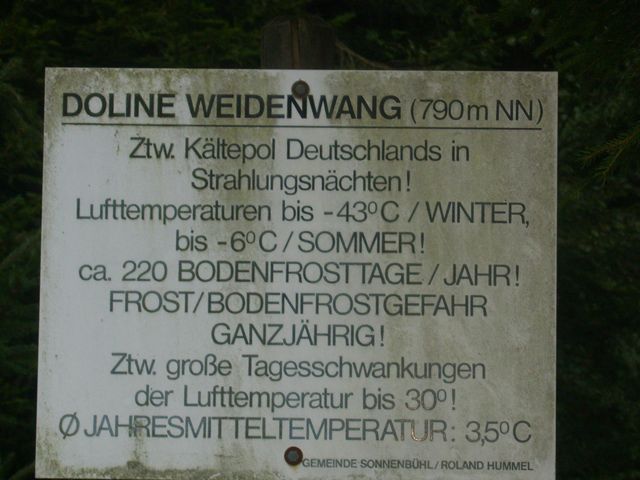 DOLINE WEIDENWANG (790m NN)
Ztw. Kältepol Deutschlands in
Strahlungsnächten!
Lufttemperaturen bis -43°C / WINTER,
bis -6°C / SOMMER!
ca. 220 BODENFROSTTAGE / JAHR!
FROST/BODENFROSTGEFAHR
GANZJÄHRIG!
Ztw. große Tagesschwankungen
der Lufttemperatur bis 30°!
Ø JAHRESMITTELTEMPERATUR: 3,5°C
GEMEINDE SONNENBÜHL/ROLAND HUMMEL